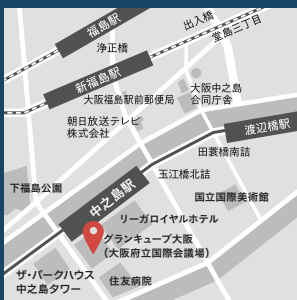 福島駅
出入橋
浄正橋
堂島三丁目
新福島駅
大阪福島駅前郵便局
大阪中之島
合同庁舎
朝日放送テレビ
株式会社
渡辺橋駅
田蓑橋南詰
玉江橋北詰
下福島公園
中之島駅
国立国際美術館
リーガロイヤルホテル
グランキューブ大阪
(大阪府立国際会議場)
ザ・パークハウス
中之島タワー
住友病院